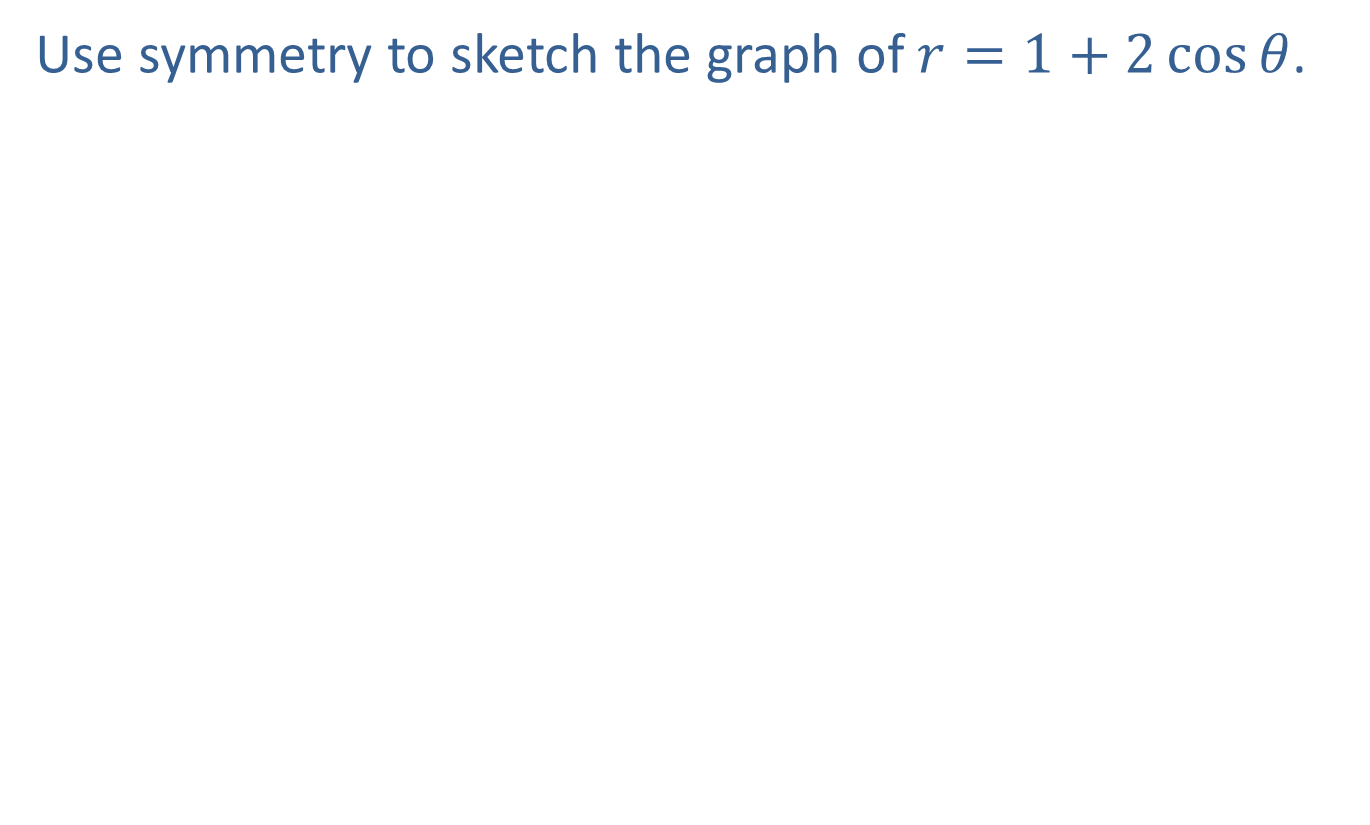 Use symmetry to sketch the graph of 𝑟 = 1 + 2 cos 𝜃.